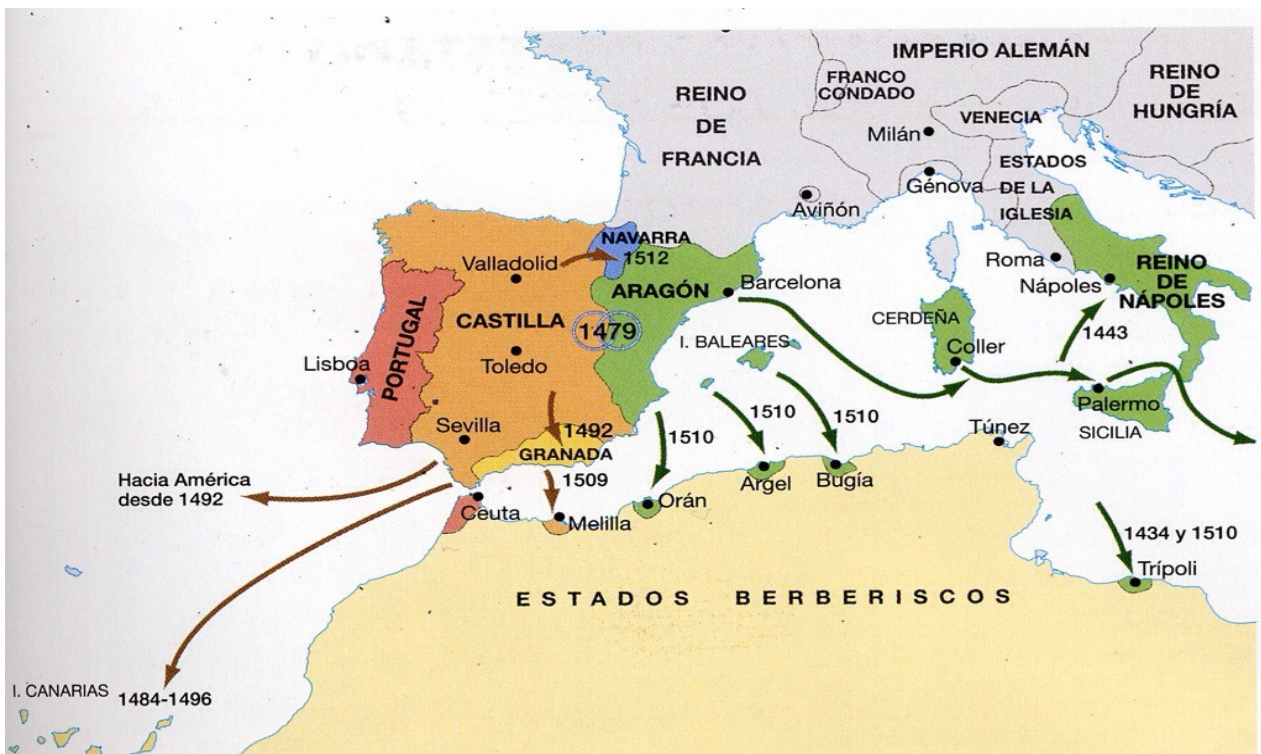 IMPERIO ALEMÁN
FRANCO
CONDADO
REINO
DE
HUNGRÍA
REINO
DE
FRANCIA
VENECIA
Milán
ESTADOS
DE LA
IGLESIA
Génova
Aviñón
NAVARRA
1512
Valladolid
Roma
REINO
DE
NÁPOLES
Nápoles
ARAGÓN
Barcelona
PORTUGAL
CASTILLA
1479
CERDEÑA
I. BALEARES
1443
Coller
Lisboa
Toledo
Palermo
SICILIA
Sevilla
1492
GRANADA
1510
1510
1510
Túnez
Hacia América
desde 1492
1509
Argel
Bugía
Orán
Ceuta
Melilla
1434 y 1510
Trípoli
ESTADOS BERBERISCOS
I. CANARIAS
1484-1496